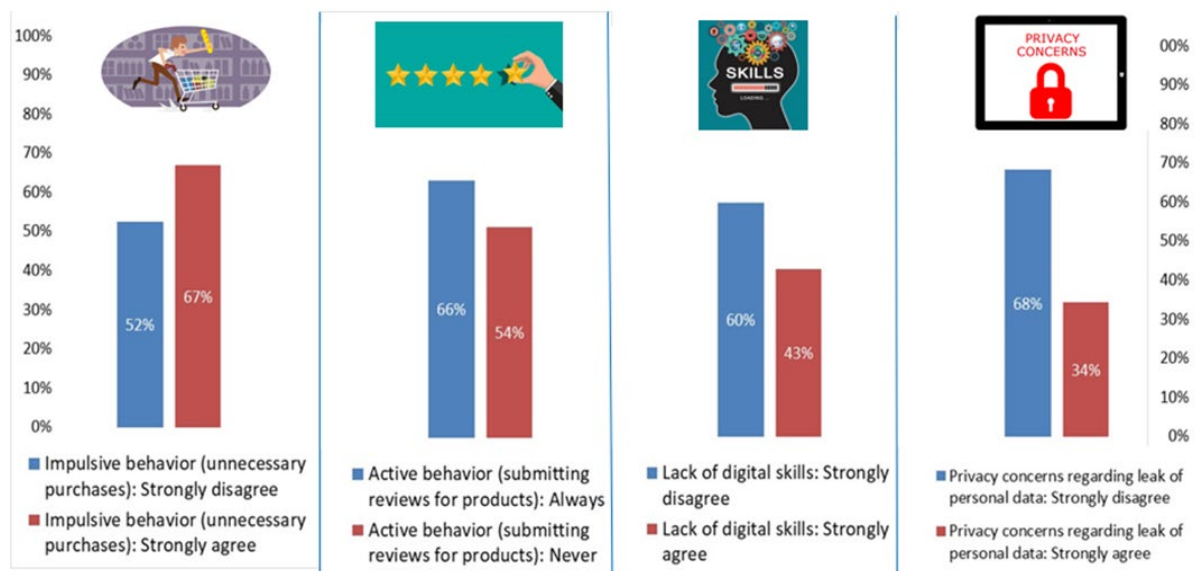 100%
90%
80%
70%
60%
50%
40%
30%
20%
10%
0%
52%
67%
Impulsive behavior (unnecessary
purchases): Strongly disagree
Impulsive behavior (unnecessary
purchases): Strongly agree
66%
54%
Active behavior (submitting
reviews for products): Always
Active behavior (submitting
reviews for products): Never
SKILLS
LOADING ...
60%
43%
Lack of digital skills: Strongly
disagree
Lack of digital skills: Strongly
agree
PRIVACY
CONCERNS
68%
34%
Privacy concerns regarding leak of
personal data: Strongly disagree
Privacy concerns regarding leak of
personal data: Strongly agree
00%
90%
80%
70%
60%
50%
40%
30%
20%
10%
0%